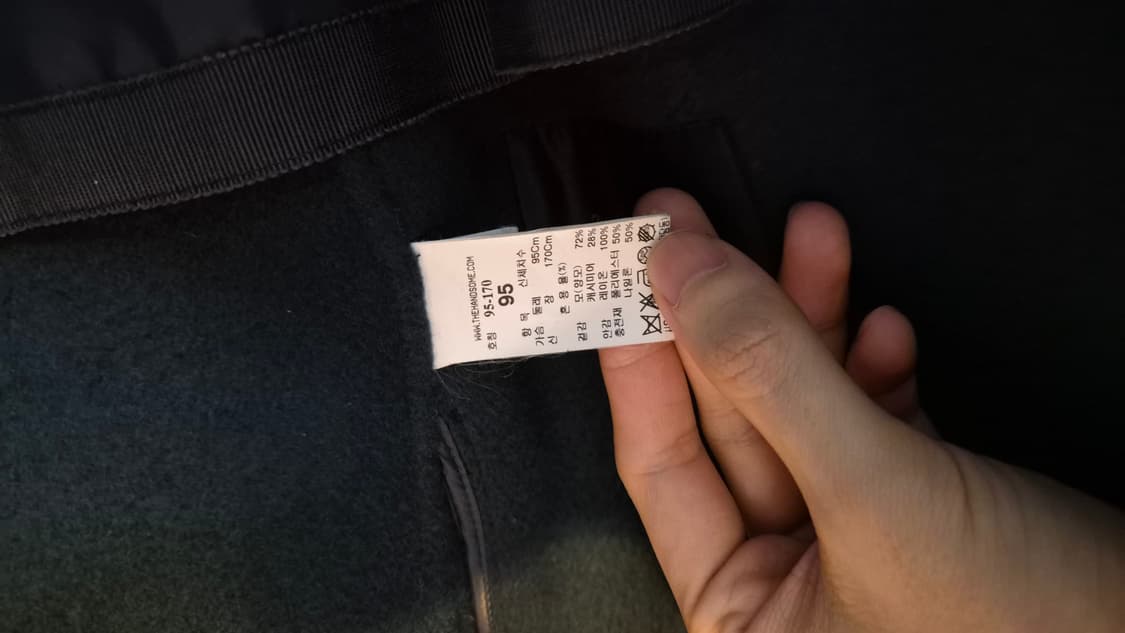 WWW.THEHANDSOME.COM
호칭 95-170
95
항 목 신체치수
가슴 둘레 95Cm
신 장 170Cm
혼 용 율(%)
겉감 모(양모) 72%
캐시미어 28%
안감 레이온 100%
충전재 폴리에스터 50%
나일론 50%